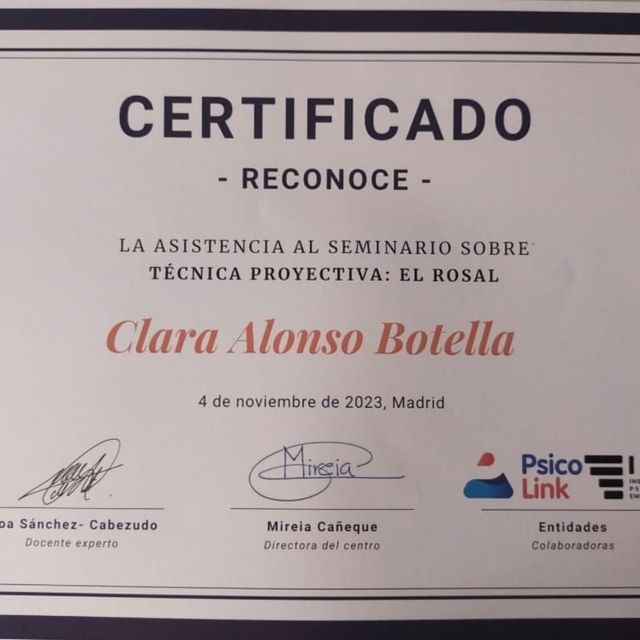 CERTIFICADO
- RECONOCE -
LA ASISTENCIA AL SEMINARIO SOBRE
TÉCNICA PROYECTIVA: EL ROSAL
Clara Alonso Botella
4 de noviembre de 2023, Madrid
Mireia
Psico
Link
oa Sánchez- Cabezudo
Docente experto
Mireia Cañeque
Directora del centro
Entidades
Colaboradoras